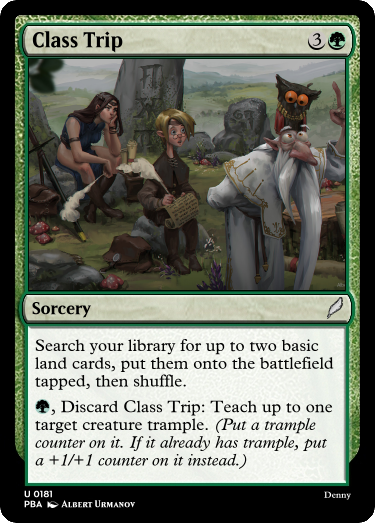 Class Trip 3
Sorcery
Search your library for up to two basic
land cards, put them onto the battlefield
tapped, then shuffle.
, Discard Class Trip: Teach up to one
target creature trample. (Put a trample
counter on it. If it already has trample, put
a +1/+1 counter on it instead.)
U 0181
PBA Albert Urmanov
Denny